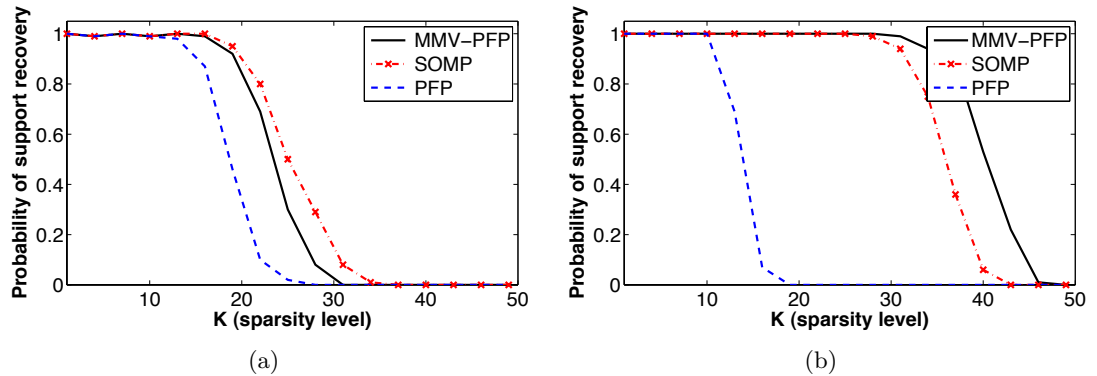 Probability of support recovery
1
0.8
0.6
0.4
0.2
0
10
20
30
40
50
K (sparsity level)
MMV-PFP
SOMP
PFP
(a)
Probability of support recovery
1
0.8
0.6
0.4
0.2
0
10
20
30
40
50
K (sparsity level)
MMV-PFP
SOMP
PFP
(b)